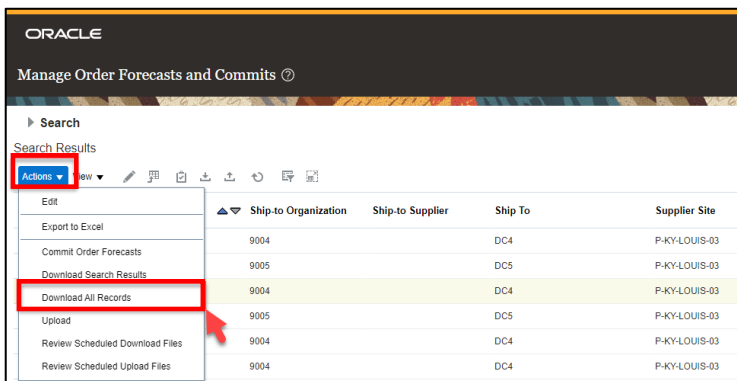 ORACLE
Manage Order Forecasts and Commits ?
Search
Search Results
Actions View
Edit
Export to Excel
Commit Order Forecasts
Download Search Results
Download All Records
Upload
Review Scheduled Download Files
Review Scheduled Upload Files
Ship-to Organization Ship-to Supplier Ship To Supplier Site
9004 DC4 P-KY-LOUIS-03
9005 DC5 P-KY-LOUIS-03
9004 DC4 P-KY-LOUIS-03
9005 DC5 P-KY-LOUIS-03
9004 DC4 P-KY-LOUIS-03
9004 DC4 P-KY-LOUIS-03